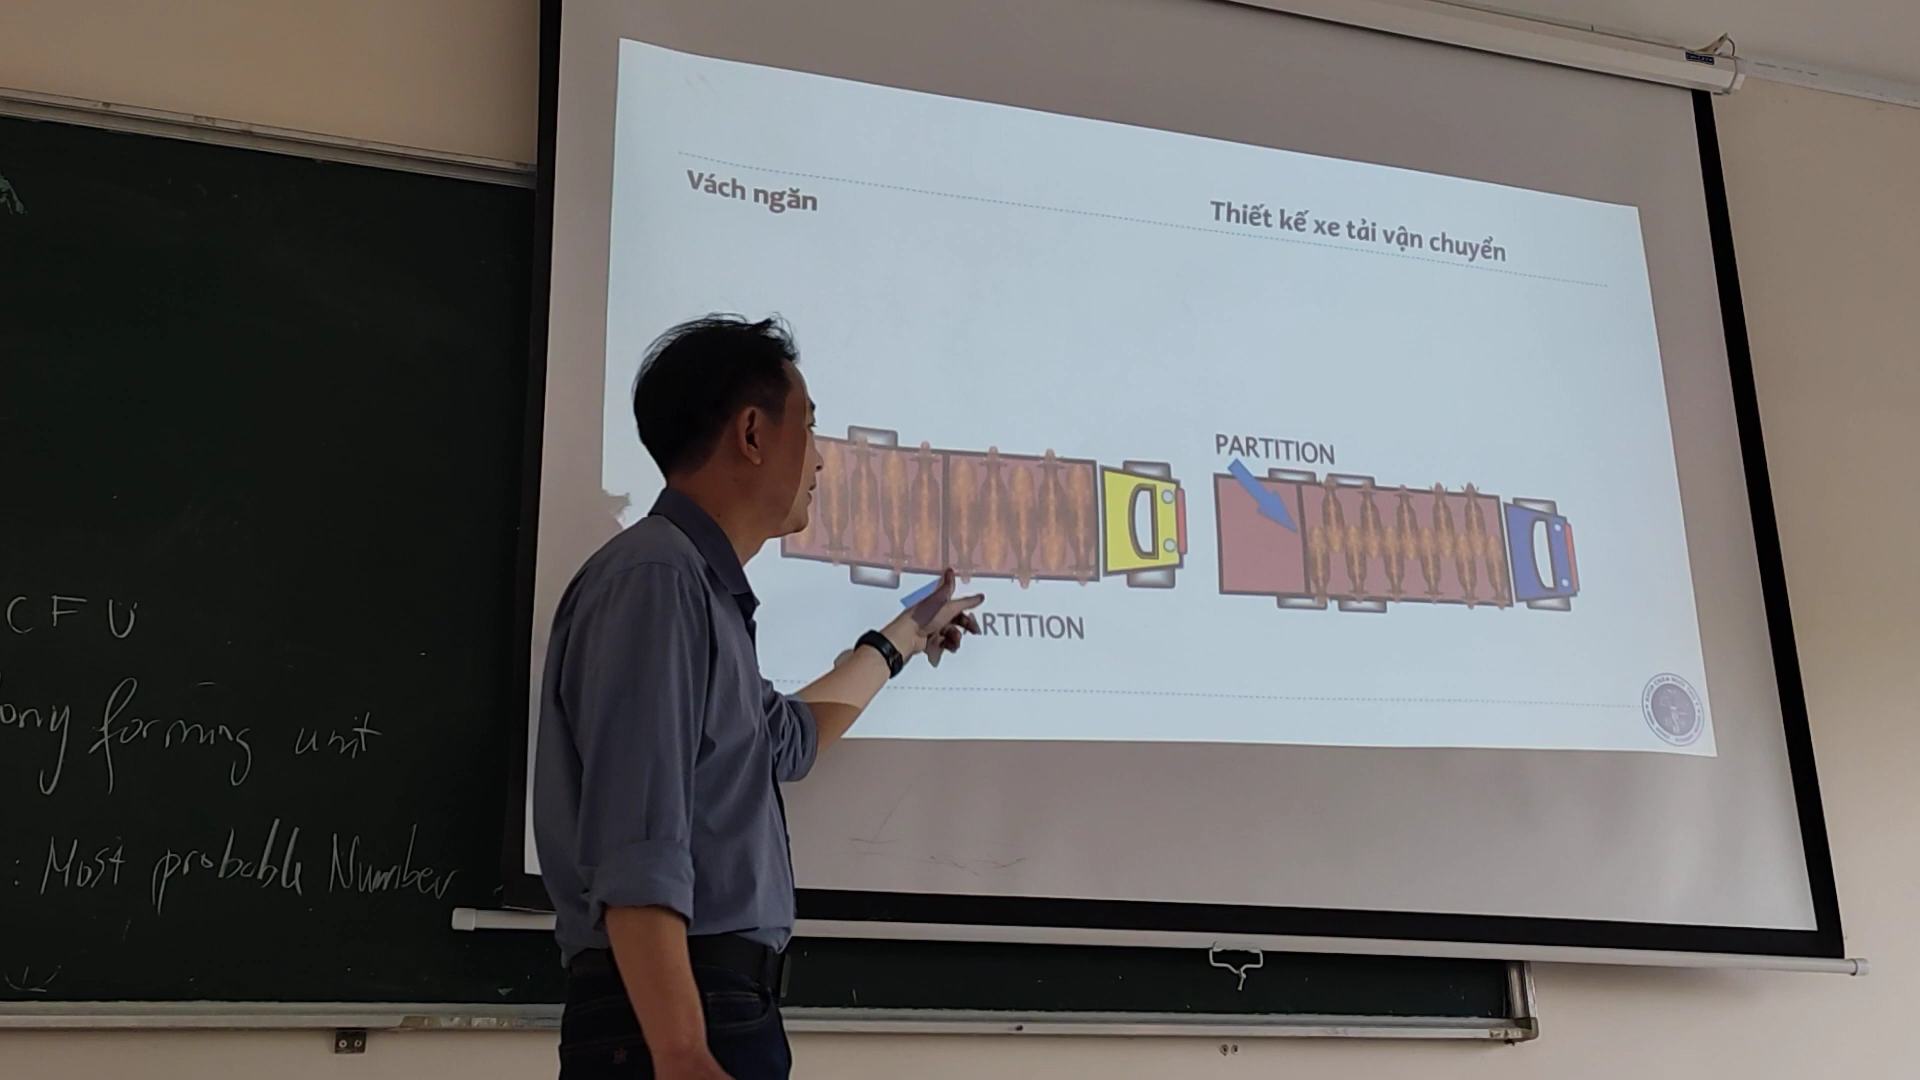 Vách ngăn
Thiết kế xe tải vận chuyển
PARTITION
ARTITION
CFU
ony forming unit
: Most probable Number